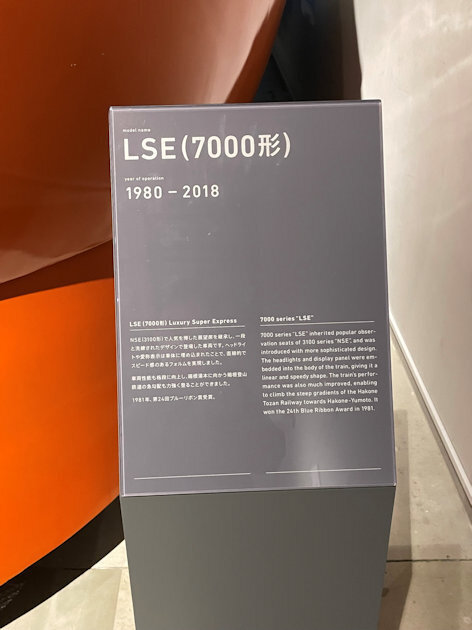 model name
LSE(7000形)
year of operation
1980 – 2018
LSE(7000形) Luxury Super Express
NSE(3100形)で人気を博した展望席を継承し、一段
と洗練されたデザインで登場した車両です。ヘッドライ
トや愛称表示は車体に埋め込まれたことで、直線的で
スピード感のあるフォルムを実現しました。
車両性能も格段に向上し、箱根湯本に向かう箱根登山
鉄道の急勾配も力強く登ることができました。
1981年、第24回ブルーリボン賞受賞。
7000 series "LSE"
7000 series "LSE" inherited popular obser-
vation seats of 3100 series "NSE", and was
introduced with more sophisticated design.
The headlights and display panel were em-
bedded into the body of the train, giving it a
linear and speedy shape. The train's perfor-
mance was also much improved, enabling
to climb the steep gradients of the Hakone
Tozan Railway towards Hakone-Yumoto. It
won the 24th Blue Ribbon Award in 1981.